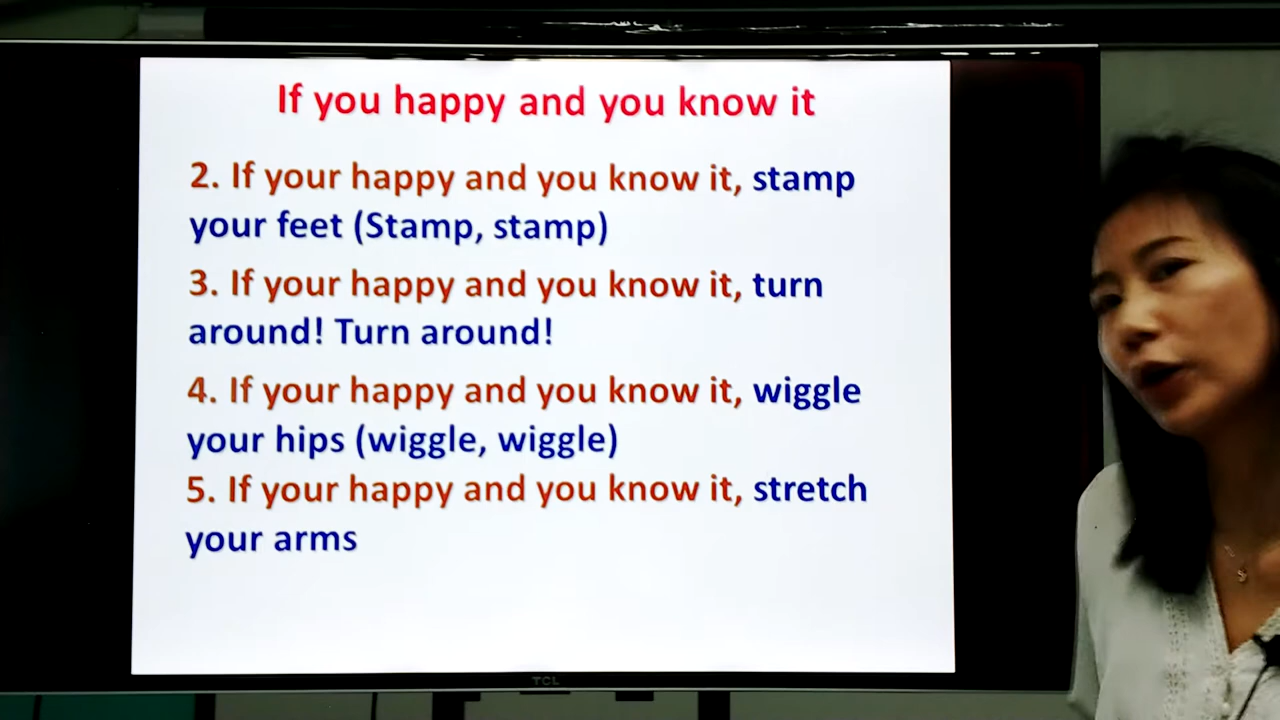 If you happy and you know it
2. If your happy and you know it, stamp
your feet (Stamp, stamp)
3. If your happy and you know it, turn
around! Turn around!
4. If your happy and you know it, wiggle
your hips (wiggle, wiggle)
5. If your happy and you know it, stretch
your arms
TCL